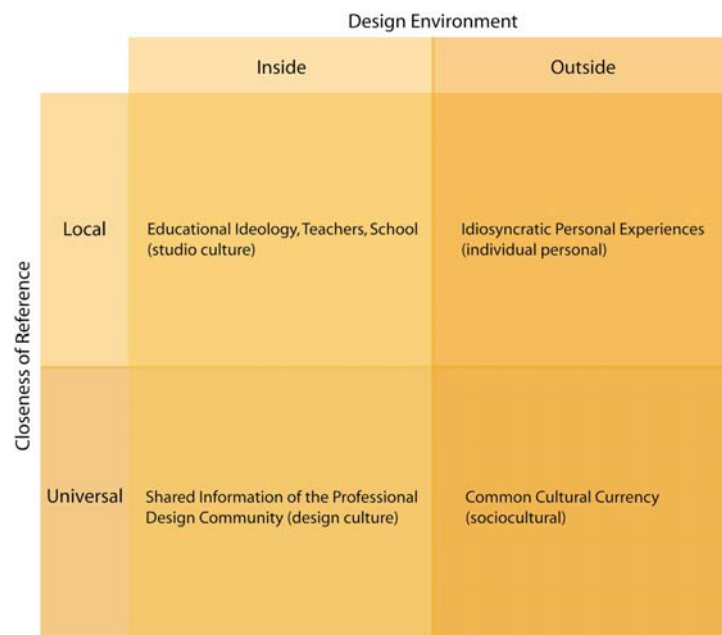 Design Environment
Inside
Outside
Closeness of Reference
Local
Educational Ideology, Teachers, School
(studio culture)
Idiosyncratic Personal Experiences
(individual personal)
Universal
Shared Information of the Professional
Design Community (design culture)
Common Cultural Currency
(sociocultural)